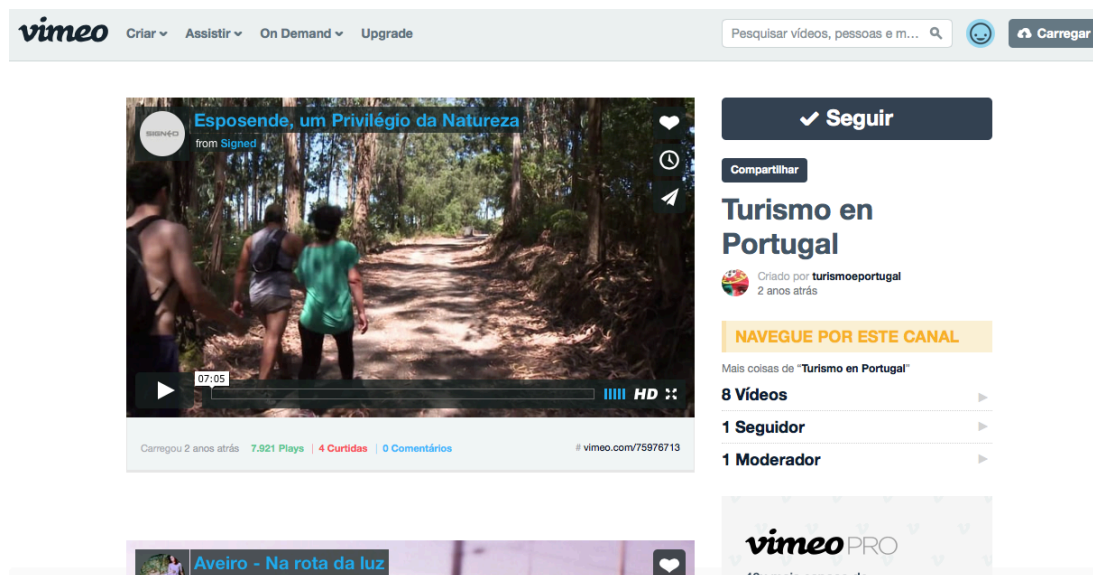 vimeo Criar Assistir On Demand Upgrade Pesquisar vídeos, pessoas e m... Carregar
SIGNED
Esposende, um Privilégio da Natureza
from Signed
07:05
HD
Carregou 2 anos atrás 7.921 Plays | 4 Curtidas | 0 Comentários # vimeo.com/75976713
Aveiro - Na rota da luz
Seguir
Compartilhar
Turismo en
Portugal
Criado por turismoeportugal
2 anos atrás
NAVEGUE POR ESTE CANAL
Mais coisas de "Turismo en Portugal"
8 Vídeos
1 Seguidor
1 Moderador
vimeo PRO